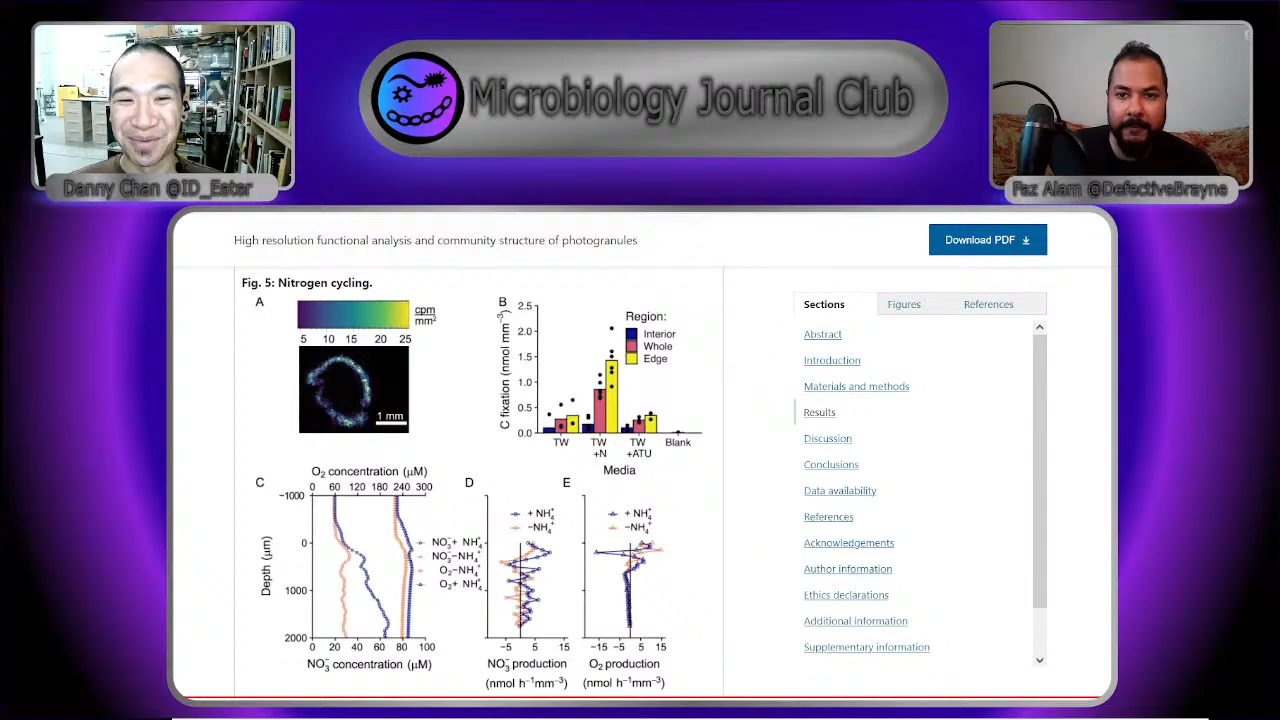 Microbiology Journal Club
Danny Chan @ID_Eater
Faz Alam @DefectiveBrayne
High resolution functional analysis and community structure of photogranules
Download PDF
Fig. 5: Nitrogen cycling.
A
cpm
mm²
5 10 15 20 25
1 mm
B
C fixation (nmol mm⁻³)
2.5
2.0
1.5
1.0
0.5
0.0
Region:
Interior
Whole
Edge
TW TW +N TW +ATU Blank
Media
C
O₂ concentration (μM)
0 60 120 180 240 300
Depth (μm)
−1000
0
1000
2000
NO₃⁻+ NH₄⁺
NO₃⁻−NH₄⁺
O₂−NH₄⁺
O₂+ NH₄⁺
0 20 40 60 80 100
NO₃⁻ concentration (μM)
D
+ NH₄⁺
−NH₄⁺
−5 5 15
NO₃⁻ production
(nmol h⁻¹mm⁻³)
E
+ NH₄⁺
−NH₄⁺
−15 −5 5 15
O₂ production
(nmol h⁻¹mm⁻³)
Sections
Figures
References
Abstract
Introduction
Materials and methods
Results
Discussion
Conclusions
Data availability
References
Acknowledgements
Author information
Ethics declarations
Additional information
Supplementary information